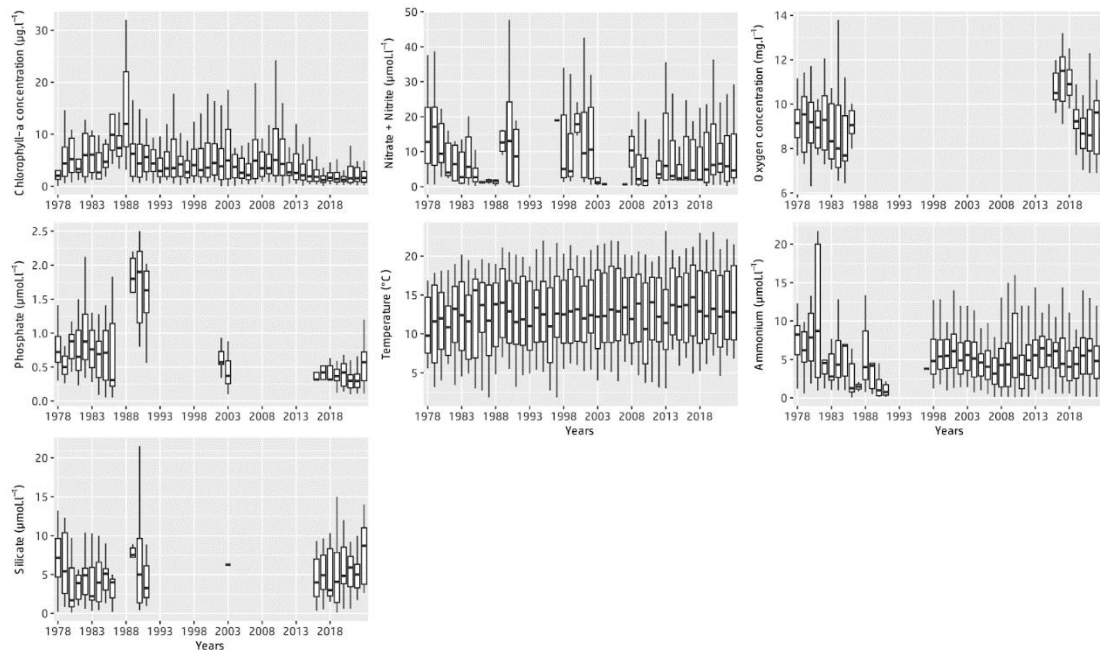 Chlorophyll-a concentration (µg.l⁻¹)
30
20
10
0
1978 1983 1988 1993 1998 2003 2008 2013 2018
Nitrate + Nitrite (µmol.l⁻¹)
50
40
30
20
10
0
1978 1983 1988 1993 1998 2003 2008 2013 2018
Oxygen concentration (mg.l⁻¹)
14
12
10
8
6
1978 1983 1988 1993 1998 2003 2008 2013 2018
Phosphate (µmol.l⁻¹)
2.5
2.0
1.5
1.0
0.5
0.0
1978 1983 1988 1993 1998 2003 2008 2013 2018
Temperature (°C)
20
15
10
5
1978 1983 1988 1993 1998 2003 2008 2013 2018
Years
Ammonium (µmol.l⁻¹)
20
15
10
5
0
1978 1983 1988 1993 1998 2003 2008 2013 2018
Years
Silicate (µmol.l⁻¹)
20
15
10
5
0
1978 1983 1988 1993 1998 2003 2008 2013 2018
Years